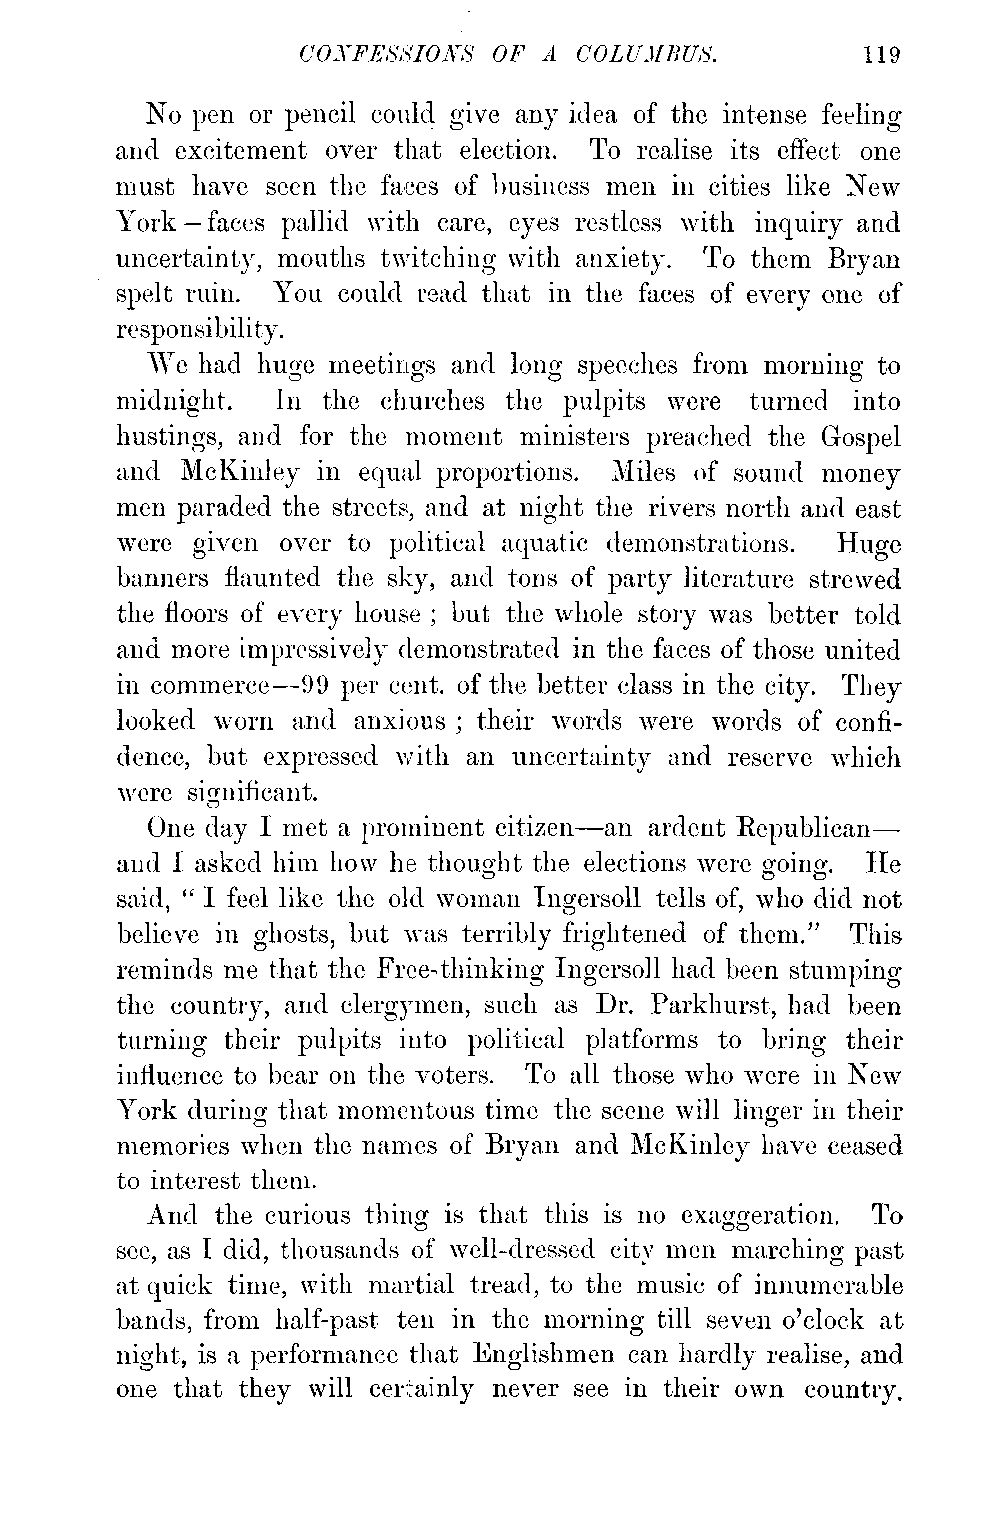 CONFESSIONS OF A COLUMBUS. 119
No pen or pencil could give any idea of the intense feeling
and excitement over that election. To realise its effect one
must have seen the faces of business men in cities like New
York—faces pallid with care, eyes restless with inquiry and
uncertainty, mouths twitching with anxiety. To them Bryan
spelt ruin. You could read that in the faces of every one of
responsibility.
We had huge meetings and long speeches from morning to
midnight. In the churches the pulpits were turned into
hustings, and for the moment ministers preached the Gospel
and McKinley in equal proportions. Miles of sound money
men paraded the streets, and at night the rivers north and east
were given over to political aquatic demonstrations. Huge
banners flaunted the sky, and tons of party literature strewed
the floors of every house ; but the whole story was better told
and more impressively demonstrated in the faces of those united
in commerce—99 per cent. of the better class in the city. They
looked worn and anxious ; their words were words of confi-
dence, but expressed with an uncertainty and reserve which
were significant.
One day I met a prominent citizen—an ardent Republican—
and I asked him how he thought the elections were going. He
said, “ I feel like the old woman Ingersoll tells of, who did not
believe in ghosts, but was terribly frightened of them.” This
reminds me that the Free-thinking Ingersoll had been stumping
the country, and clergymen, such as Dr. Parkhurst, had been
turning their pulpits into political platforms to bring their
influence to bear on the voters. To all those who were in New
York during that momentous time the scene will linger in their
memories when the names of Bryan and McKinley have ceased
to interest them.
And the curious thing is that this is no exaggeration. To
see, as I did, thousands of well-dressed city men marching past
at quick time, with martial tread, to the music of innumerable
bands, from half-past ten in the morning till seven o’clock at
night, is a performance that Englishmen can hardly realise, and
one that they will certainly never see in their own country.